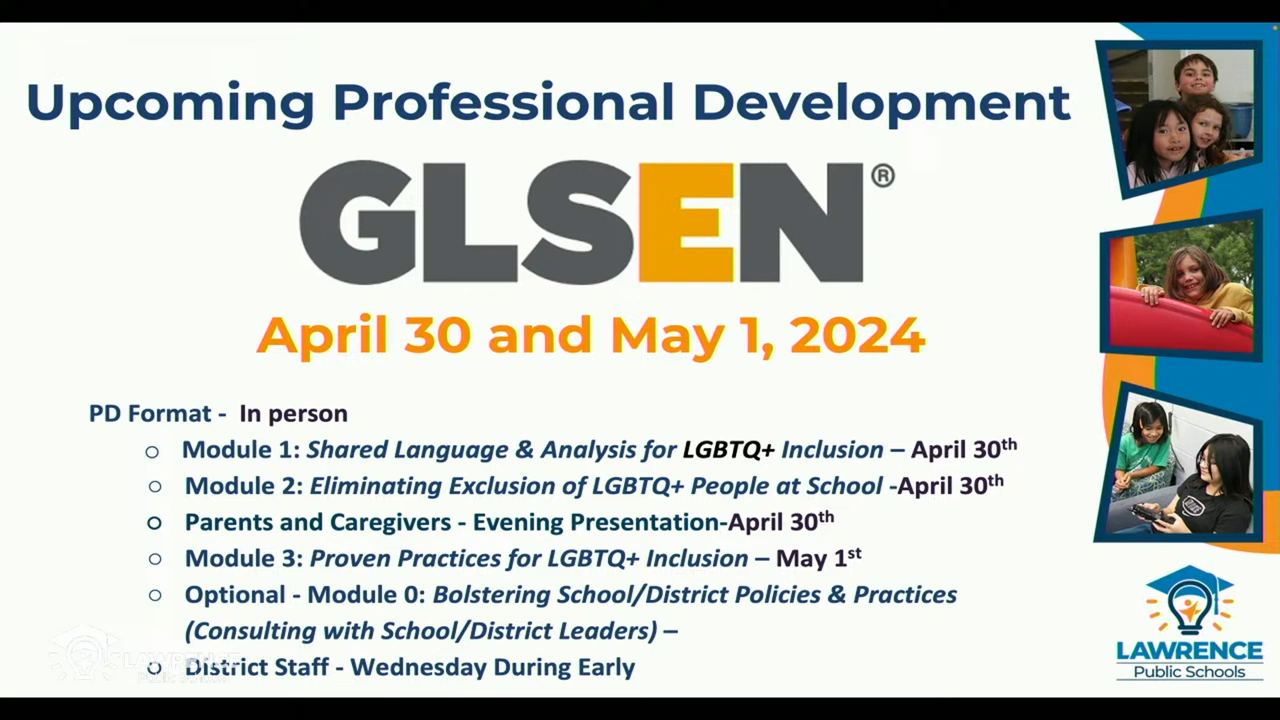 Upcoming Professional Development
GLSEN®
April 30 and May 1, 2024
PD Format - In person
○ Module 1: Shared Language & Analysis for LGBTQ+ Inclusion – April 30th
○ Module 2: Eliminating Exclusion of LGBTQ+ People at School -April 30th
○ Parents and Caregivers - Evening Presentation-April 30th
○ Module 3: Proven Practices for LGBTQ+ Inclusion – May 1st
○ Optional - Module 0: Bolstering School/District Policies & Practices
(Consulting with School/District Leaders) –
○ District Staff - Wednesday During Early
LAWRENCE
Public Schools
LAWRENCE
Public Schools